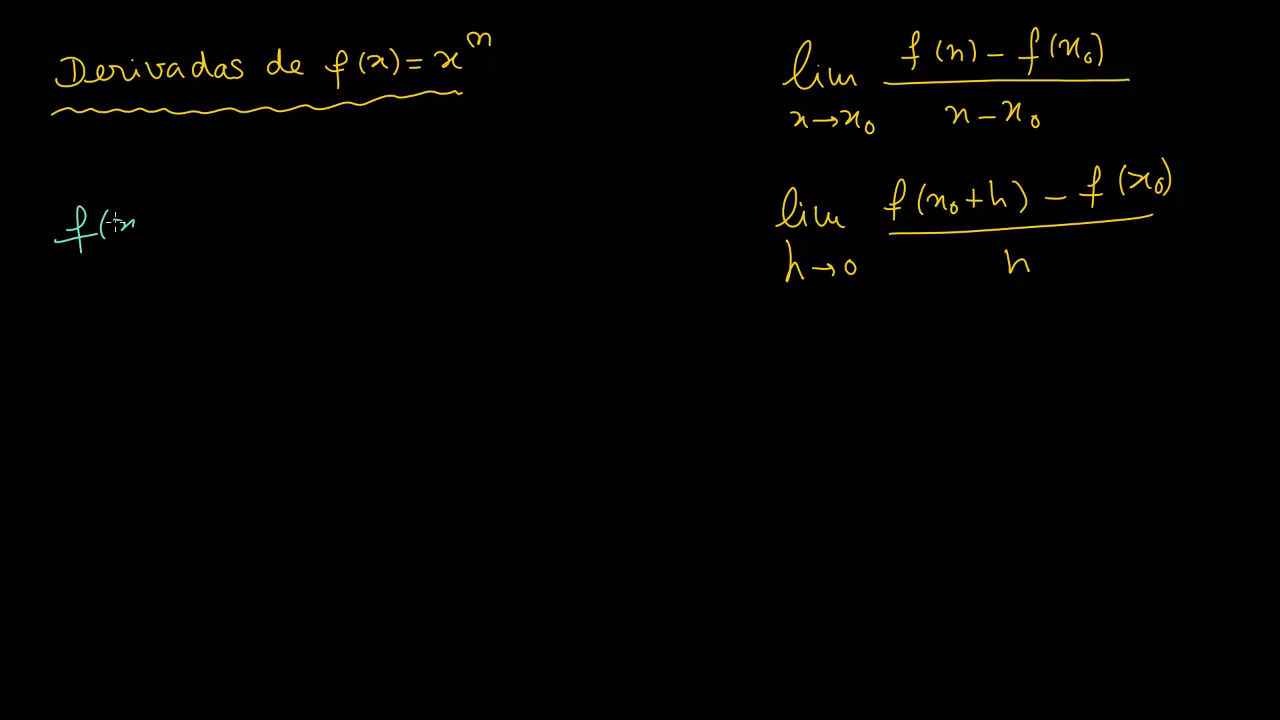 Derivadas de f(x) = x^n
lim x→x₀ f(x) - f(x₀) / x - x₀
lim h→0 f(x₀+h) - f(x₀) / h
f(x